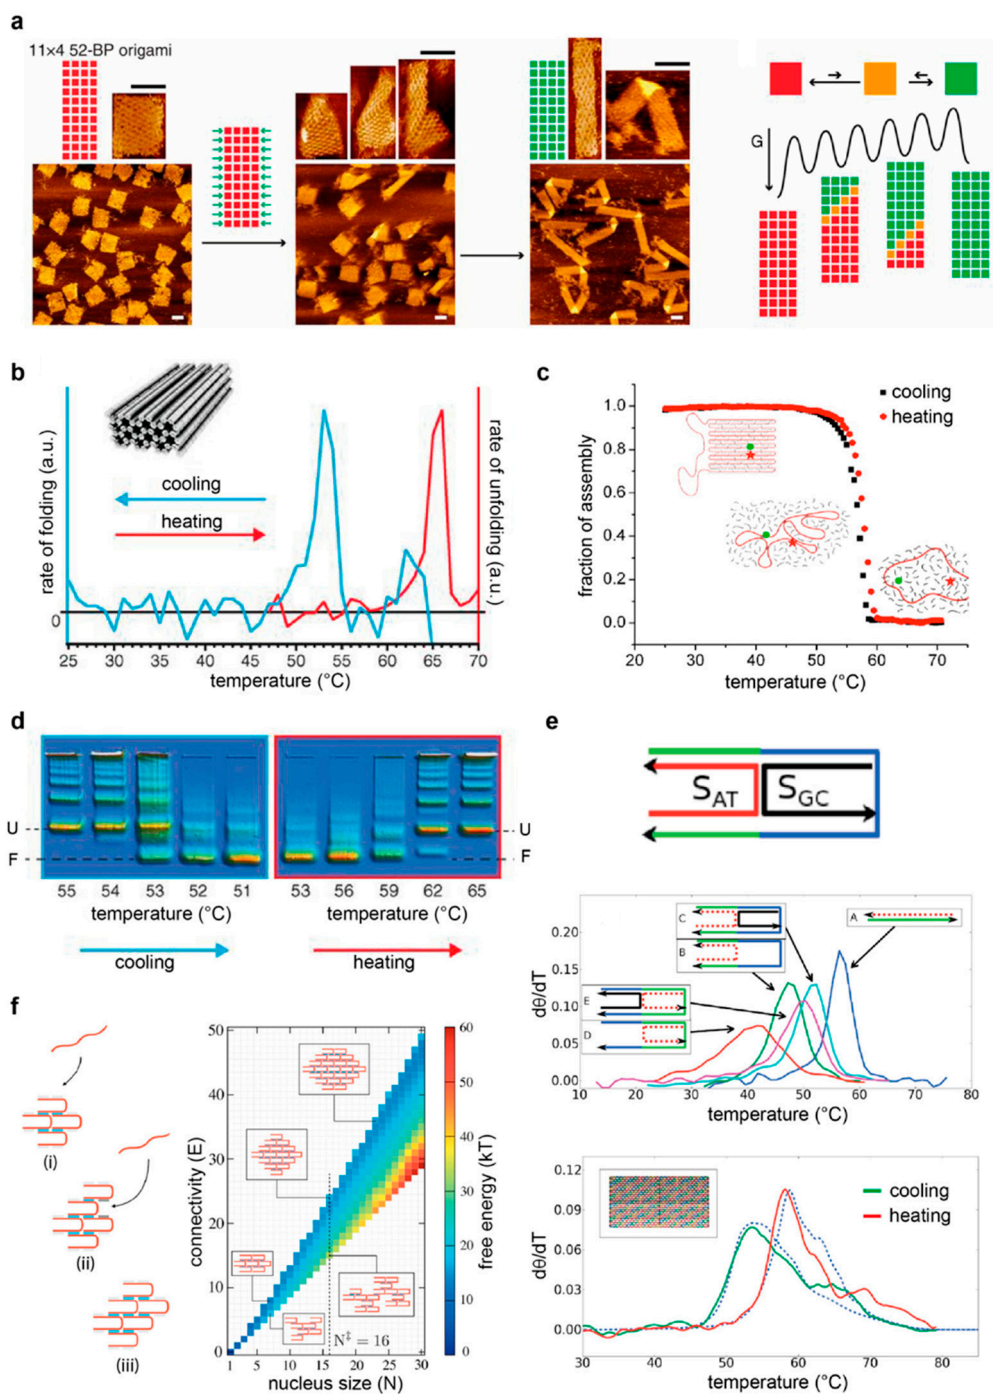 a
11×4 52-BP origami
G
b
cooling
heating
rate of folding (a.u.)
rate of unfolding (a.u.)
0
25 30 35 40 45 50 55 60 65 70
temperature (°C)
c
cooling
heating
fraction of assembly
1.0
0.8
0.6
0.4
0.2
0.0
20 30 40 50 60 70
temperature (°C)
d
U
F
55 54 53 52 51
temperature (°C)
cooling
53 56 59 62 65
temperature (°C)
heating
U
F
e
S_AT S_GC
C
B
E
D
A
dθ/dT
0.20
0.15
0.10
0.05
0.00
10 20 30 40 50 60 70 80
temperature (°C)
cooling
heating
dθ/dT
0.12
0.09
0.06
0.03
0.00
30 40 50 60 70 80
temperature (°C)
f
(i)
(ii)
(iii)
connectivity (E)
50
40
30
20
10
0
N‡ = 16
1 5 10 15 20 25 30
nucleus size (N)
60
50
40
30
20
10
0
free energy (kT)